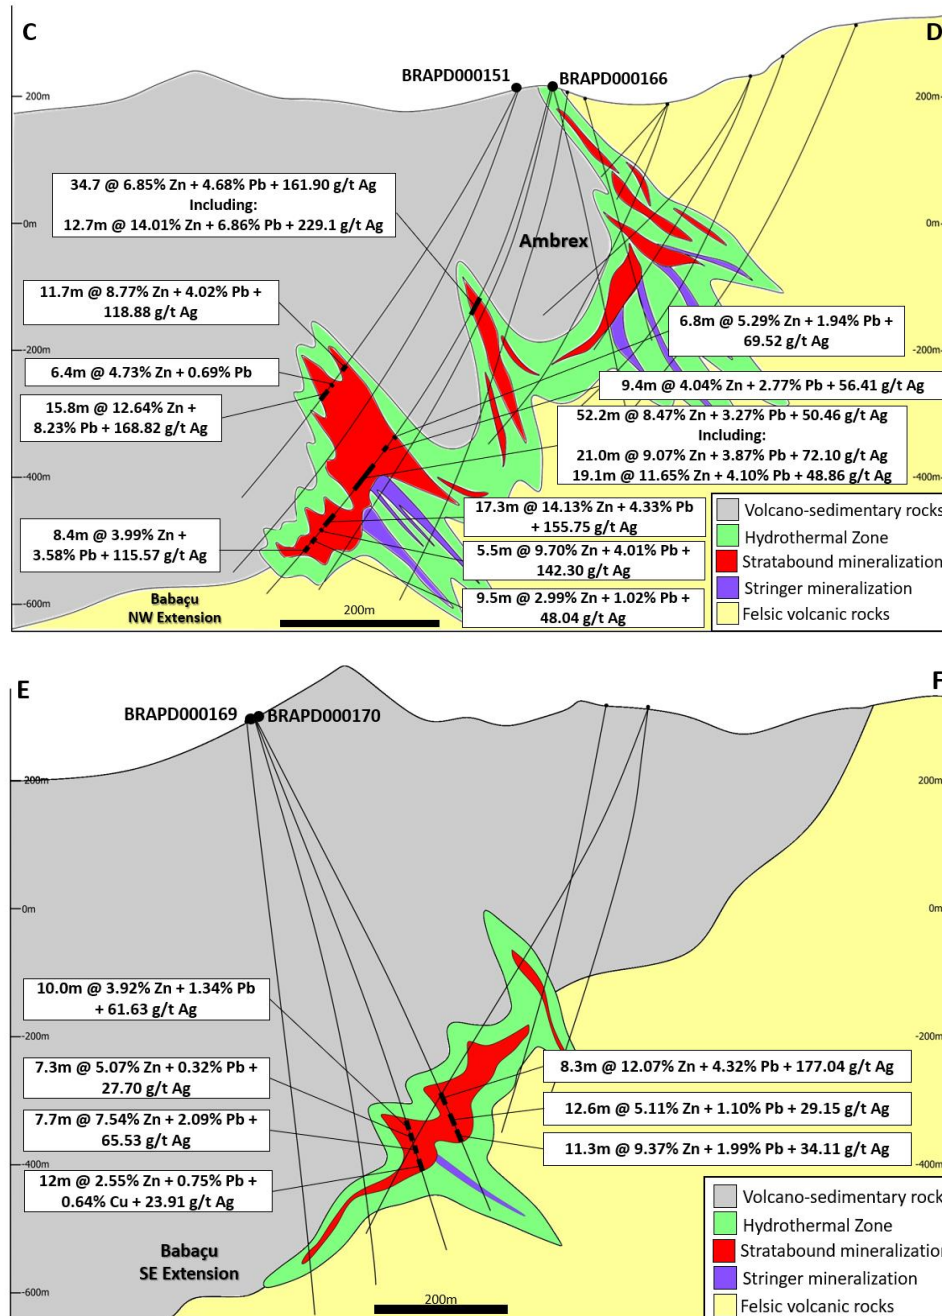 C
D
BRAPD000151
BRAPD000166
200m
200m
34.7 @ 6.85% Zn + 4.68% Pb + 161.90 g/t Ag
Including:
12.7m @ 14.01% Zn + 6.86% Pb + 229.1 g/t Ag
0m
0m
Ambrex
11.7m @ 8.77% Zn + 4.02% Pb +
118.88 g/t Ag
6.8m @ 5.29% Zn + 1.94% Pb +
69.52 g/t Ag
-200m
-200m
6.4m @ 4.73% Zn + 0.69% Pb
9.4m @ 4.04% Zn + 2.77% Pb + 56.41 g/t Ag
15.8m @ 12.64% Zn +
8.23% Pb + 168.82 g/t Ag
52.2m @ 8.47% Zn + 3.27% Pb + 50.46 g/t Ag
Including:
21.0m @ 9.07% Zn + 3.87% Pb + 72.10 g/t Ag
19.1m @ 11.65% Zn + 4.10% Pb + 48.86 g/t Ag
-400m
-400m
17.3m @ 14.13% Zn + 4.33% Pb
+ 155.75 g/t Ag
8.4m @ 3.99% Zn +
3.58% Pb + 115.57 g/t Ag
5.5m @ 9.70% Zn + 4.01% Pb +
142.30 g/t Ag
9.5m @ 2.99% Zn + 1.02% Pb +
48.04 g/t Ag
-600m
Babaçu
NW Extension
200m
Volcano-sedimentary rocks
Hydrothermal Zone
Stratabound mineralization
Stringer mineralization
Felsic volcanic rocks
E
F
BRAPD000169
BRAPD000170
200m
200m
0m
0m
10.0m @ 3.92% Zn + 1.34% Pb
+ 61.63 g/t Ag
-200m
-200m
7.3m @ 5.07% Zn + 0.32% Pb +
27.70 g/t Ag
8.3m @ 12.07% Zn + 4.32% Pb + 177.04 g/t Ag
7.7m @ 7.54% Zn + 2.09% Pb +
65.53 g/t Ag
12.6m @ 5.11% Zn + 1.10% Pb + 29.15 g/t Ag
11.3m @ 9.37% Zn + 1.99% Pb + 34.11 g/t Ag
-400m
-400m
12m @ 2.55% Zn + 0.75% Pb +
0.64% Cu + 23.91 g/t Ag
Babaçu
SE Extension
-600m
200m
Volcano-sedimentary rock
Hydrothermal Zone
Stratabound mineralization
Stringer mineralization
Felsic volcanic rocks